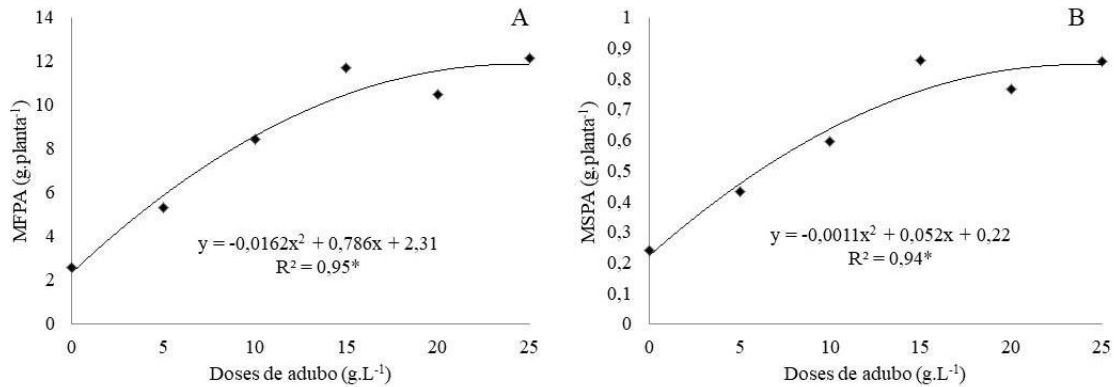 A
MFPA (g.planta⁻¹)
14
12
10
8
6
4
2
0
y = -0,0162x² + 0,786x + 2,31
R² = 0,95*
0 5 10 15 20 25
Doses de adubo (g.L⁻¹)
B
MSPA (g.planta⁻¹)
1
0,9
0,8
0,7
0,6
0,5
0,4
0,3
0,2
0,1
0
y = -0,0011x² + 0,052x + 0,22
R² = 0,94*
0 5 10 15 20 25
Doses de adubo (g.L⁻¹)